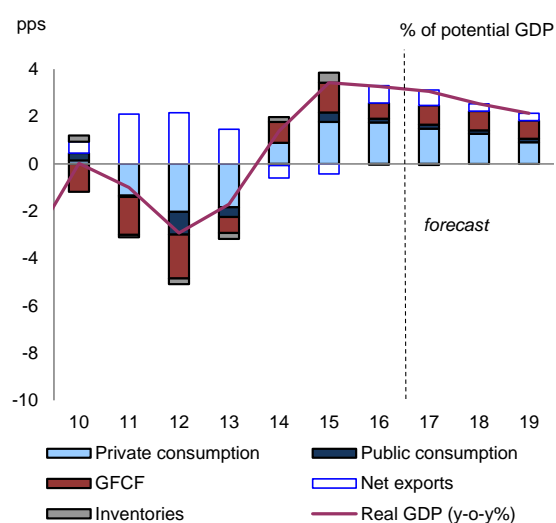 pps
% of potential GDP
4
2
0
-2
forecast
-4
-6
-8
-10
10 11 12 13 14 15 16 17 18 19
Private consumption Public consumption
GFCF Net exports
Inventories Real GDP (y-o-y%)